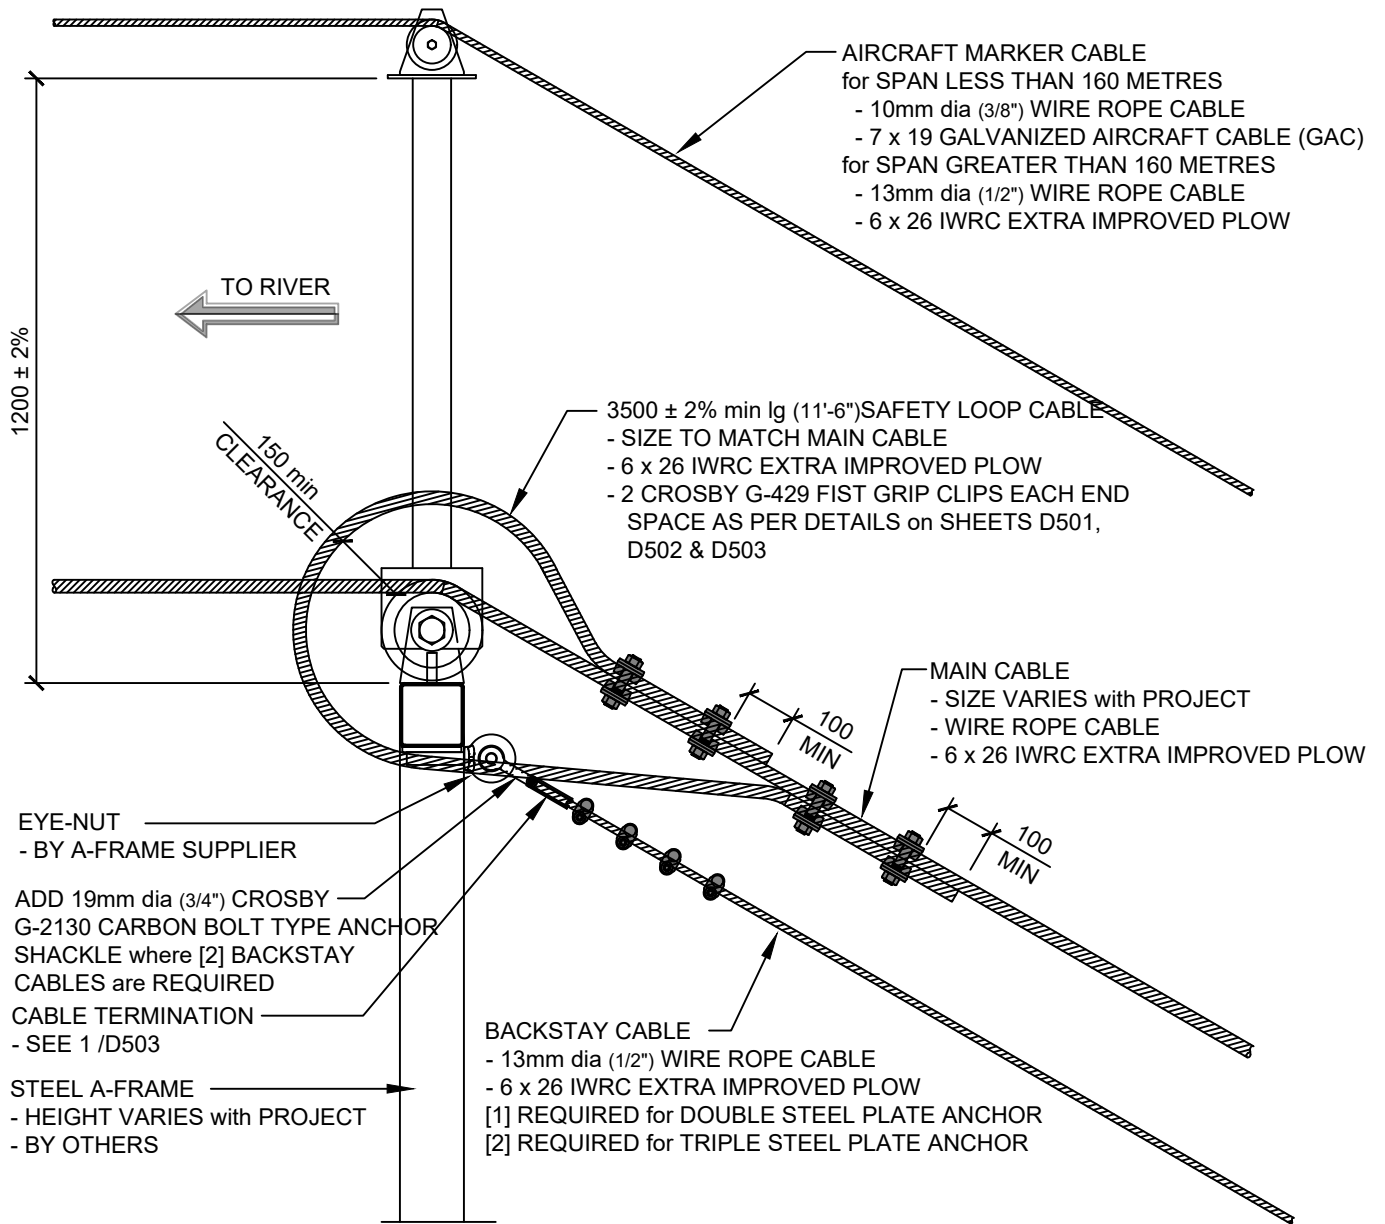 AIRCRAFT MARKER CABLE
for SPAN LESS THAN 160 METRES
- 10mm dia (3/8") WIRE ROPE CABLE
- 7 x 19 GALVANIZED AIRCRAFT CABLE (GAC)
for SPAN GREATER THAN 160 METRES
- 13mm dia (1/2") WIRE ROPE CABLE
- 6 x 26 IWRC EXTRA IMPROVED PLOW
TO RIVER
1200 ± 2%
150 min
CLEARANCE
3500 ± 2% min lg (11'-6")SAFETY LOOP CABLE
- SIZE TO MATCH MAIN CABLE
- 6 x 26 IWRC EXTRA IMPROVED PLOW
- 2 CROSBY G-429 FIST GRIP CLIPS EACH END
SPACE AS PER DETAILS on SHEETS D501,
D502 & D503
MAIN CABLE
- SIZE VARIES with PROJECT
- WIRE ROPE CABLE
- 6 x 26 IWRC EXTRA IMPROVED PLOW
100
MIN
100
MIN
EYE-NUT
- BY A-FRAME SUPPLIER
ADD 19mm dia (3/4") CROSBY
G-2130 CARBON BOLT TYPE ANCHOR
SHACKLE where [2] BACKSTAY
CABLES are REQUIRED
CABLE TERMINATION
- SEE 1 /D503
STEEL A-FRAME
- HEIGHT VARIES with PROJECT
- BY OTHERS
BACKSTAY CABLE
- 13mm dia (1/2") WIRE ROPE CABLE
- 6 x 26 IWRC EXTRA IMPROVED PLOW
[1] REQUIRED for DOUBLE STEEL PLATE ANCHOR
[2] REQUIRED for TRIPLE STEEL PLATE ANCHOR